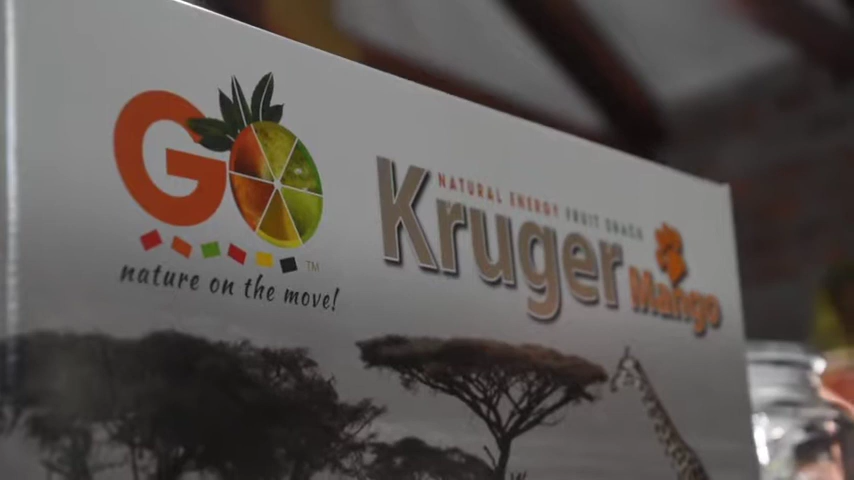 GO
TM
nature on the move!
NATURAL ENERGY FRUIT SNACK
Kruger
Mango